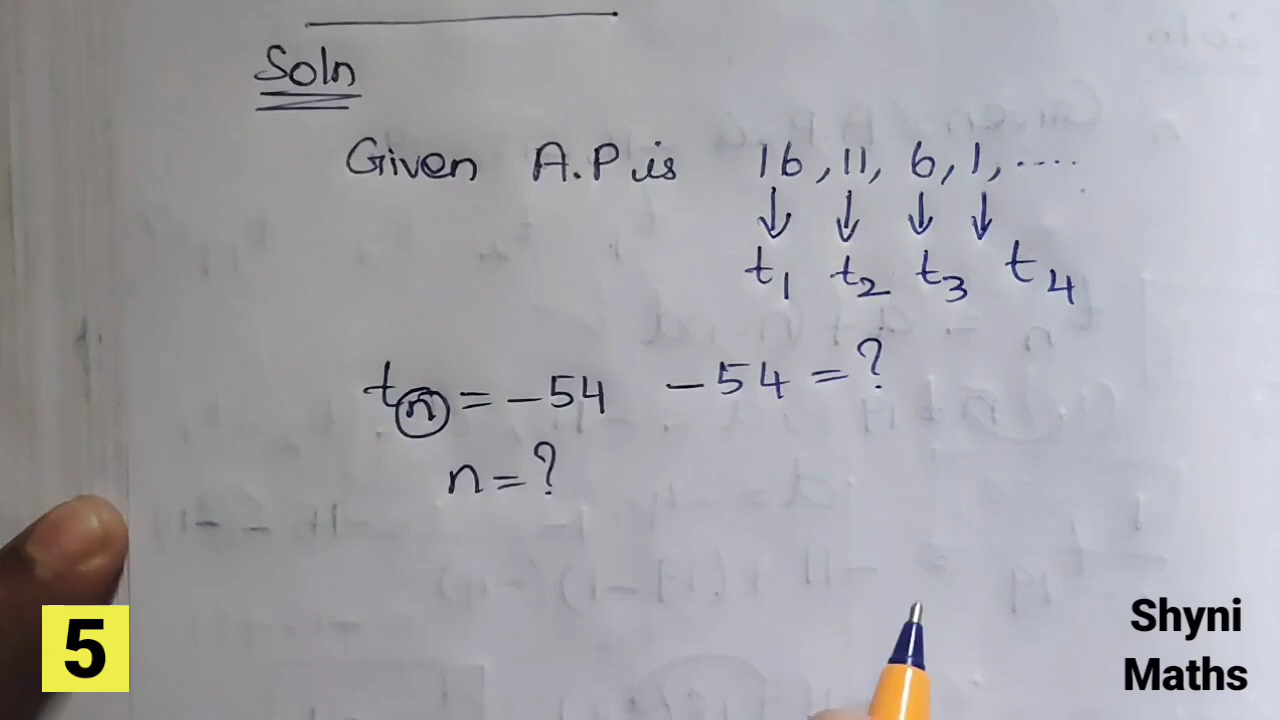 Soln
Given A.P. is 16, 11, 6, 1, .....
↓ ↓ ↓ ↓
t1 t2 t3 t4
tn = -54 -54 = ?
n = ?
5
Shyni
Maths